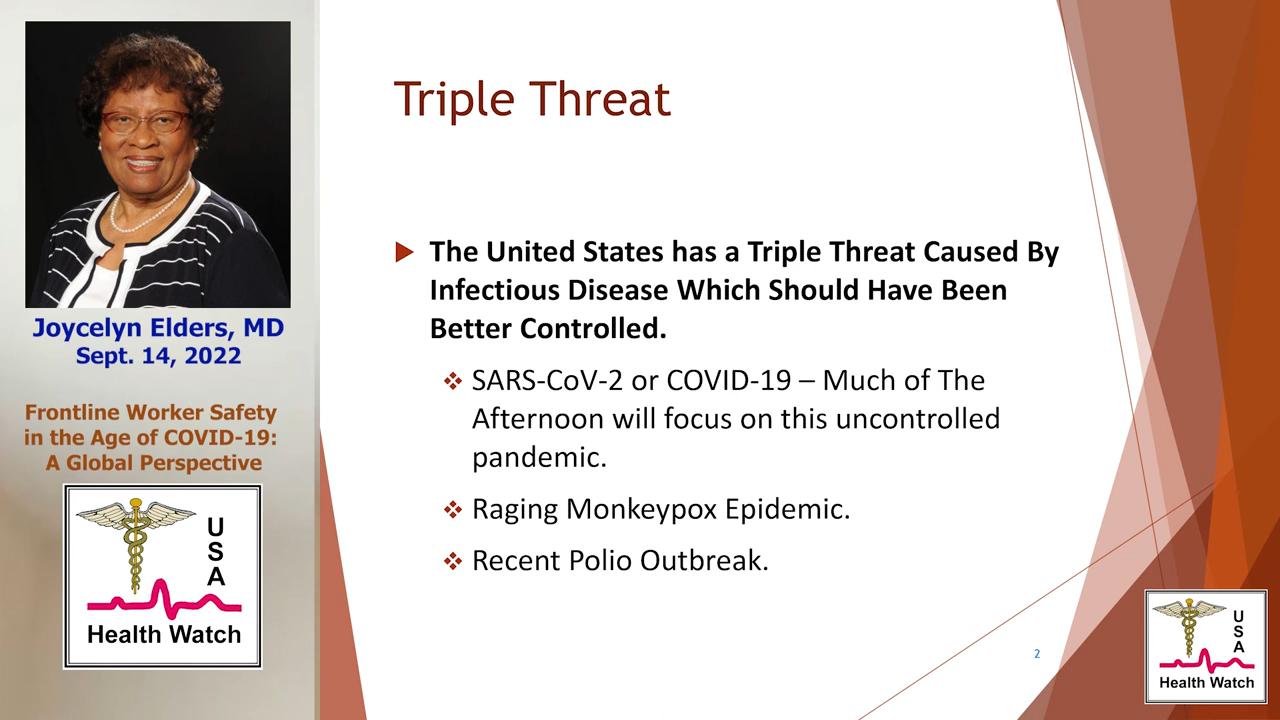 Joycelyn Elders, MD
Sept. 14, 2022
Frontline Worker Safety
in the Age of COVID-19:
A Global Perspective
USA
Health Watch
Triple Threat
The United States has a Triple Threat Caused By
Infectious Disease Which Should Have Been
Better Controlled.
SARS-CoV-2 or COVID-19 – Much of The
Afternoon will focus on this uncontrolled
pandemic.
Raging Monkeypox Epidemic.
Recent Polio Outbreak.
2
USA
Health Watch